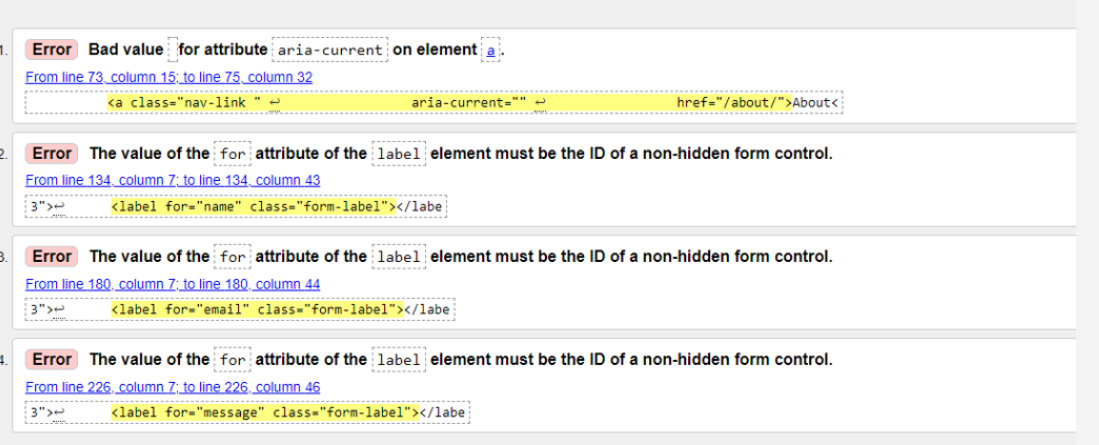 1. Error Bad value for attribute aria-current on element a.
From line 73, column 15; to line 75, column 32
<a class="nav-link " ↩ aria-current="" ↩ href="/about/">About<
2. Error The value of the for attribute of the label element must be the ID of a non-hidden form control.
From line 134, column 7; to line 134, column 43
3">↩ <label for="name" class="form-label"></labe
3. Error The value of the for attribute of the label element must be the ID of a non-hidden form control.
From line 180, column 7; to line 180, column 44
3">↩ <label for="email" class="form-label"></labe
4. Error The value of the for attribute of the label element must be the ID of a non-hidden form control.
From line 226, column 7; to line 226, column 46
3">↩ <label for="message" class="form-label"></labe